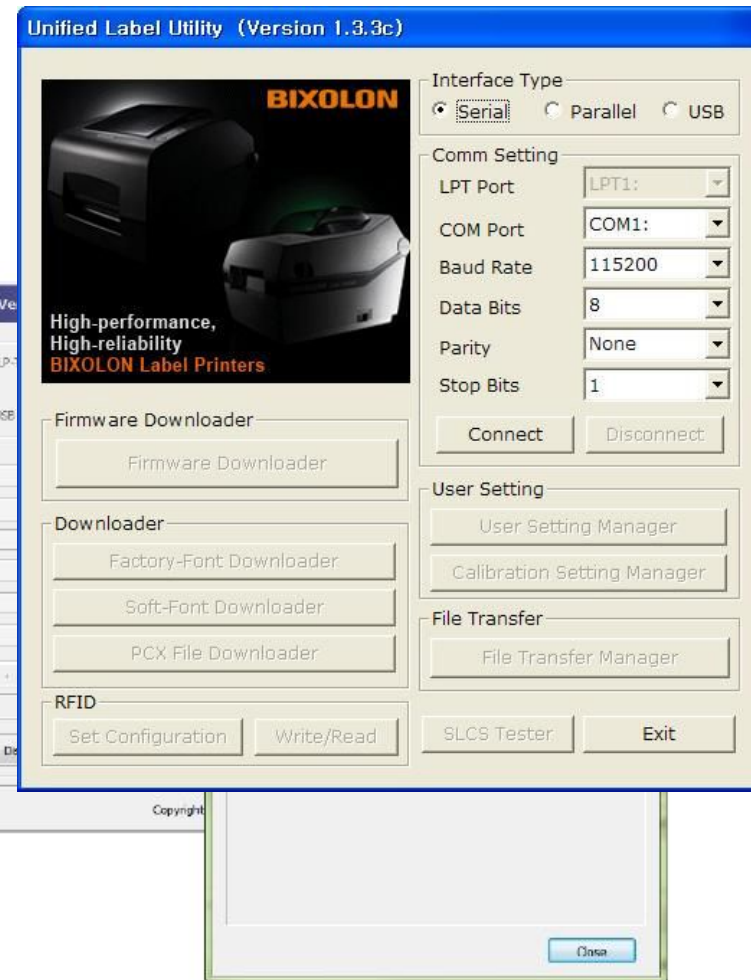 Unified Label Utility (Version 1.3.3c)
BIXOLON
High-performance,
High-reliability
BIXOLON Label Printers
Interface Type
Serial Parallel USB
Comm Setting
LPT Port LPT1:
COM Port COM1:
Baud Rate 115200
Data Bits 8
Parity None
Stop Bits 1
Connect Disconnect
Firmware Downloader
Firmware Downloader
User Setting
User Setting Manager
Calibration Setting Manager
Downloader
Factory-Font Downloader
Soft-Font Downloader
PCX File Downloader
File Transfer
File Transfer Manager
RFID
Set Configuration Write/Read
SLCS Tester Exit
Copyright
Close